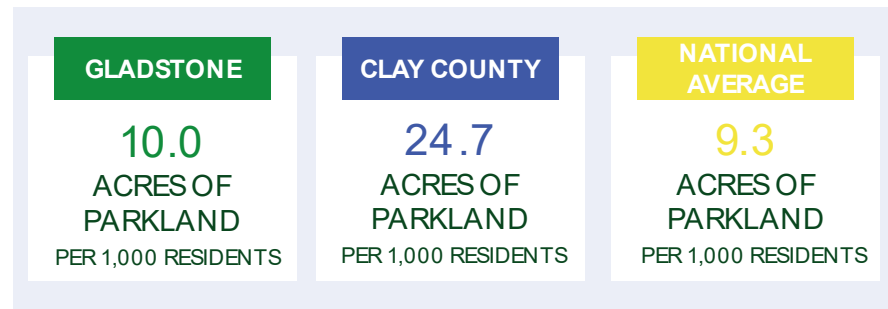 GLADSTONE
10.0
ACRES OF
PARKLAND
PER 1,000 RESIDENTS
CLAY COUNTY
24.7
ACRES OF
PARKLAND
PER 1,000 RESIDENTS
NATIONAL
AVERAGE
9.3
ACRES OF
PARKLAND
PER 1,000 RESIDENTS